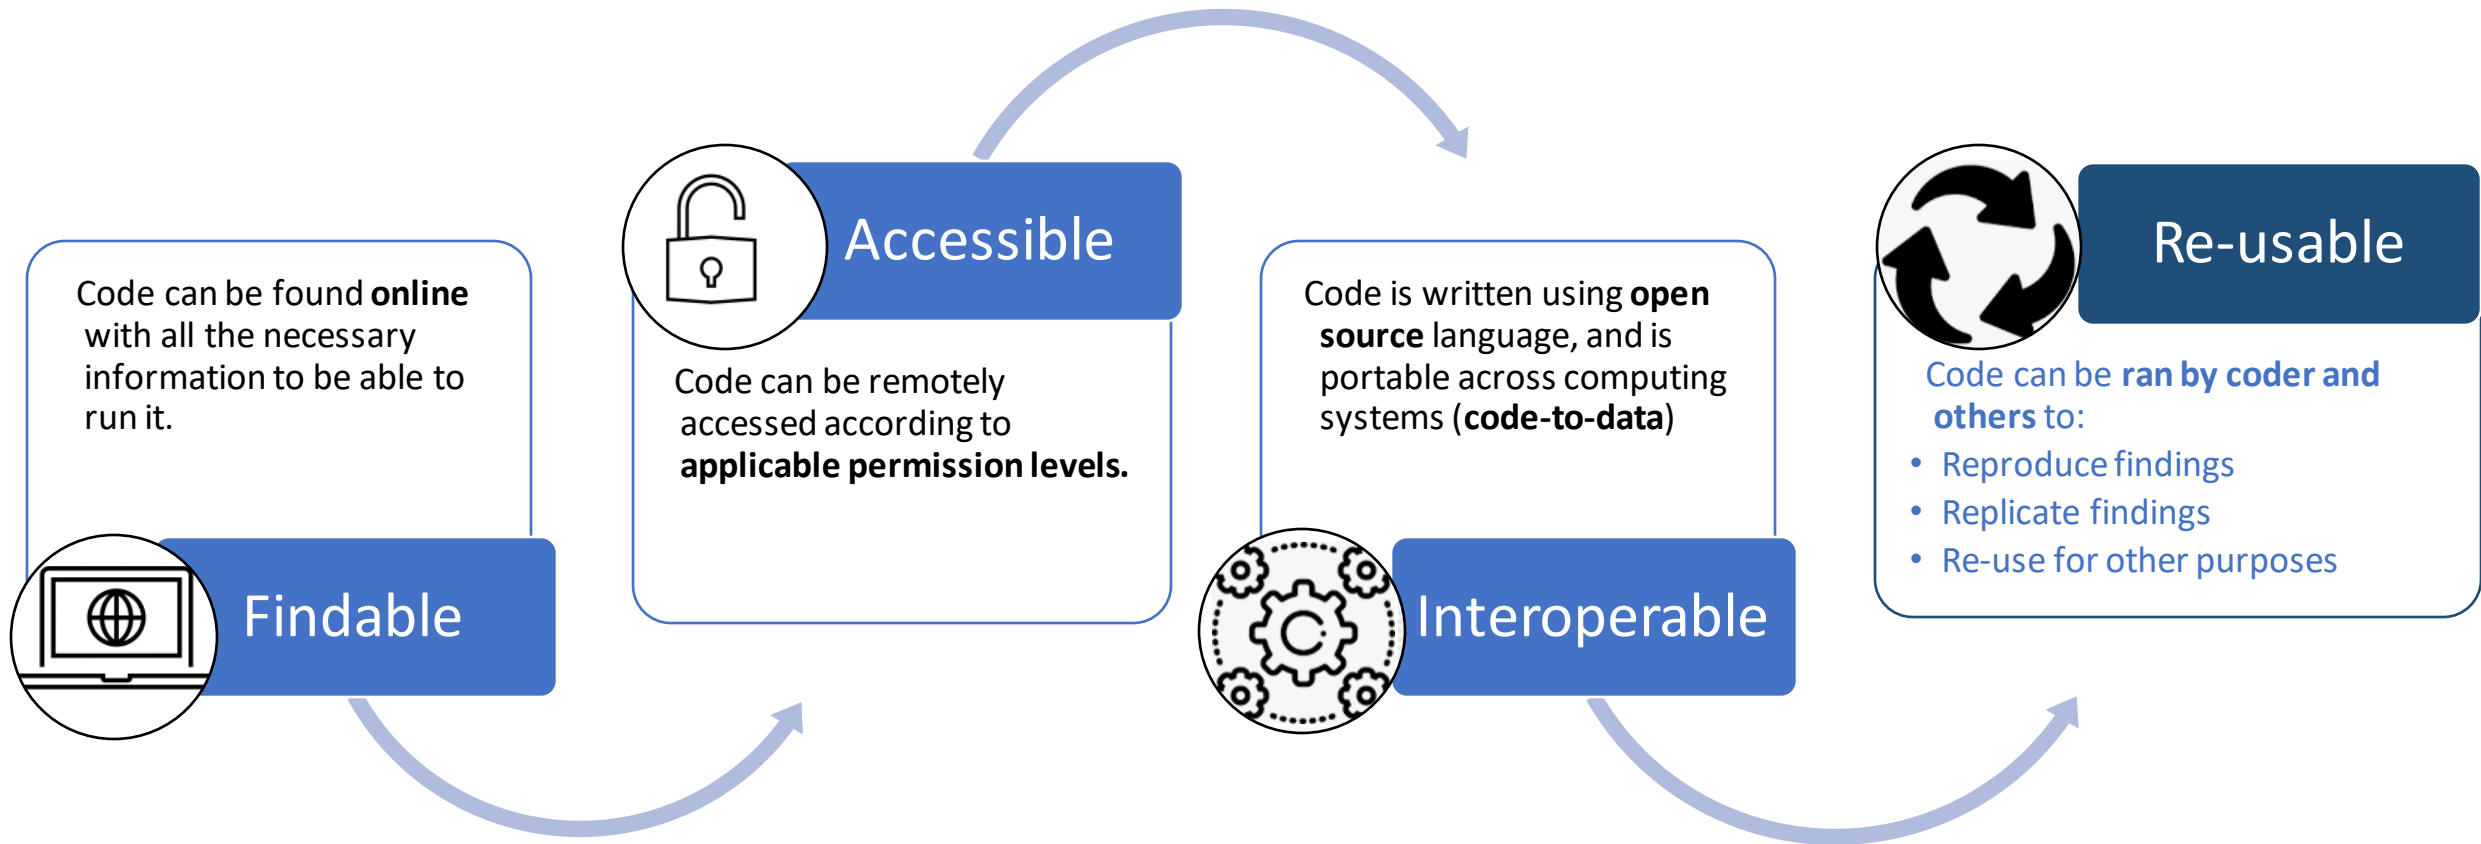 Code can be found online
with all the necessary
information to be able to
run it.
Findable
Accessible
Code can be remotely
accessed according to
applicable permission levels.
Code is written using open
source language, and is
portable across computing
systems (code-to-data)
Interoperable
Re-usable
Code can be ran by coder and
others to:
• Reproduce findings
• Replicate findings
• Re-use for other purposes